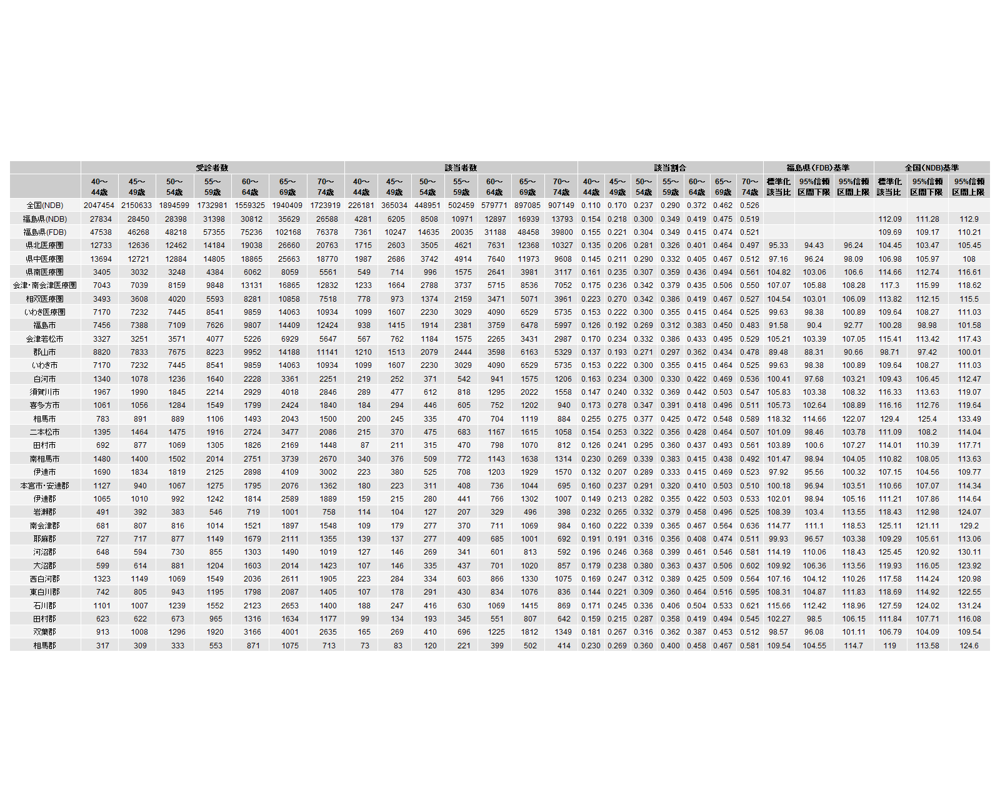 受診者数 該当者数 該当割合 福島県（FDB）基準 全国（NDB)基準
40～ 45～ 50～ 55～ 60～ 65～ 70～ 40～ 45～ 50～ 55～ 60～ 65～ 70～ 40～ 45～ 50～ 55～ 60～ 65～ 70～ 標準化 95%信頼 95%信頼 標準化 95%信頼 95%信頼
44歳 49歳 54歳 59歳 64歳 69歳 74歳 44歳 49歳 54歳 59歳 64歳 69歳 74歳 44歳 49歳 54歳 59歳 64歳 69歳 74歳 該当比 区間下限 区間上限 該当比 区間下限 区間上限
全国(NDB) 2047454 2150633 1894599 1732981 1559325 1940409 1723919 226181 365034 448951 502459 579771 897085 907149 0.110 0.170 0.237 0.290 0.372 0.462 0.526
福島県(NDB) 27834 28450 28398 31398 30812 35629 26588 4281 6205 8508 10971 12897 16939 13793 0.154 0.218 0.300 0.349 0.419 0.475 0.519 112.09 111.28 112.9
福島県(FDB) 47538 46268 48218 57355 75236 102168 76378 7361 10247 14635 20035 31188 48458 39800 0.155 0.221 0.304 0.349 0.415 0.474 0.521 109.69 109.17 110.21
県北医療圏 12733 12636 12462 14184 19038 26660 20763 1715 2603 3505 4621 7631 12368 10327 0.135 0.206 0.281 0.326 0.401 0.464 0.497 95.33 94.43 96.24 104.45 103.47 105.45
県中医療圏 13694 12721 12884 14805 18865 25663 18770 1987 2686 3742 4914 7640 11973 9608 0.145 0.211 0.290 0.332 0.405 0.467 0.512 97.16 96.24 98.09 106.98 105.97 108
県南医療圏 3405 3032 3248 4384 6062 8059 5561 549 714 996 1575 2641 3981 3117 0.161 0.235 0.307 0.359 0.436 0.494 0.561 104.82 103.06 106.6 114.66 112.74 116.61
会津・南会津医療圏 7043 7039 8159 9848 13131 16865 12832 1233 1664 2788 3737 5715 8536 7052 0.175 0.236 0.342 0.379 0.435 0.506 0.550 107.07 105.88 108.28 117.3 115.99 118.62
相双医療圏 3493 3608 4020 5593 8281 10858 7518 778 973 1374 2159 3471 5071 3961 0.223 0.270 0.342 0.386 0.419 0.467 0.527 104.54 103.01 106.09 113.82 112.15 115.5
いわき医療圏 7170 7232 7445 8541 9859 14063 10934 1099 1607 2230 3029 4090 6529 5735 0.153 0.222 0.300 0.355 0.415 0.464 0.525 99.63 98.38 100.89 109.64 108.27 111.03
福島市 7456 7388 7109 7626 9807 14409 12424 938 1415 1914 2381 3759 6478 5997 0.126 0.192 0.269 0.312 0.383 0.450 0.483 91.58 90.4 92.77 100.28 98.98 101.58
会津若松市 3327 3251 3571 4077 5226 6929 5647 567 762 1184 1575 2265 3431 2987 0.170 0.234 0.332 0.386 0.433 0.495 0.529 105.21 103.39 107.05 115.41 113.42 117.43
郡山市 8820 7833 7675 8223 9952 14188 11141 1210 1513 2079 2444 3598 6163 5329 0.137 0.193 0.271 0.297 0.362 0.434 0.478 89.48 88.31 90.66 98.71 97.42 100.01
いわき市 7170 7232 7445 8541 9859 14063 10934 1099 1607 2230 3029 4090 6529 5735 0.153 0.222 0.300 0.355 0.415 0.464 0.525 99.63 98.38 100.89 109.64 108.27 111.03
白河市 1340 1078 1236 1640 2228 3361 2251 219 252 371 542 941 1575 1206 0.163 0.234 0.300 0.330 0.422 0.469 0.536 100.41 97.68 103.21 109.43 106.45 112.47
須賀川市 1967 1990 1845 2214 2929 4018 2846 289 477 612 818 1295 2022 1558 0.147 0.240 0.332 0.369 0.442 0.503 0.547 105.83 103.38 108.32 116.33 113.63 119.07
喜多方市 1061 1056 1284 1549 1799 2424 1840 184 294 446 605 752 1202 940 0.173 0.278 0.347 0.391 0.418 0.496 0.511 105.73 102.64 108.89 116.16 112.76 119.64
相馬市 783 891 889 1106 1493 2043 1500 200 245 335 470 704 1119 884 0.255 0.275 0.377 0.425 0.472 0.548 0.589 118.32 114.66 122.07 129.4 125.4 133.49
二本松市 1395 1464 1475 1916 2724 3477 2086 215 370 475 683 1167 1615 1058 0.154 0.253 0.322 0.356 0.428 0.464 0.507 101.09 98.46 103.78 111.09 108.2 114.04
田村市 692 877 1069 1305 1826 2169 1448 87 211 315 470 798 1070 812 0.126 0.241 0.295 0.360 0.437 0.493 0.561 103.89 100.6 107.27 114.01 110.39 117.71
南相馬市 1480 1400 1502 2014 2751 3739 2670 340 376 509 772 1143 1638 1314 0.230 0.269 0.339 0.383 0.415 0.438 0.492 101.47 98.94 104.05 110.82 108.05 113.63
伊達市 1690 1834 1819 2125 2898 4109 3002 223 380 525 708 1203 1929 1570 0.132 0.207 0.289 0.333 0.415 0.469 0.523 97.92 95.56 100.32 107.15 104.56 109.77
本宮市・安達郡 1127 940 1067 1275 1795 2076 1362 180 223 311 408 736 1044 695 0.160 0.237 0.291 0.320 0.410 0.503 0.510 100.18 96.94 103.51 110.66 107.07 114.34
伊達郡 1065 1010 992 1242 1814 2589 1889 159 215 280 441 766 1302 1007 0.149 0.213 0.282 0.355 0.422 0.503 0.533 102.01 98.94 105.16 111.21 107.86 114.64
岩瀬郡 491 392 383 546 719 1001 758 114 104 127 207 329 496 398 0.232 0.265 0.332 0.379 0.458 0.496 0.525 108.39 103.4 113.55 118.43 112.98 124.07
南会津郡 681 807 816 1014 1521 1897 1548 109 179 277 370 711 1069 984 0.160 0.222 0.339 0.365 0.467 0.564 0.636 114.77 111.1 118.53 125.11 121.11 129.2
耶麻郡 727 717 877 1149 1679 2111 1355 139 137 277 409 685 1001 692 0.191 0.191 0.316 0.356 0.408 0.474 0.511 99.93 96.57 103.38 109.29 105.61 113.06
河沼郡 648 594 730 855 1303 1490 1019 127 146 269 341 601 813 592 0.196 0.246 0.368 0.399 0.461 0.546 0.581 114.19 110.06 118.43 125.45 120.92 130.11
大沼郡 599 614 881 1204 1603 2014 1423 107 146 335 437 701 1020 857 0.179 0.238 0.380 0.363 0.437 0.506 0.602 109.92 106.36 113.56 119.93 116.05 123.92
西白河郡 1323 1149 1069 1549 2036 2611 1905 223 284 334 603 866 1330 1075 0.169 0.247 0.312 0.389 0.425 0.509 0.564 107.16 104.12 110.26 117.58 114.24 120.98
東白川郡 742 805 943 1195 1798 2087 1405 107 178 291 430 834 1076 836 0.144 0.221 0.309 0.360 0.464 0.516 0.595 108.31 104.87 111.83 118.69 114.92 122.55
石川郡 1101 1007 1239 1552 2123 2653 1400 188 247 416 630 1069 1415 869 0.171 0.245 0.336 0.406 0.504 0.533 0.621 115.66 112.42 118.96 127.59 124.02 131.24
田村郡 623 622 673 965 1316 1634 1177 99 134 193 345 551 807 642 0.159 0.215 0.287 0.358 0.419 0.494 0.545 102.27 98.5 106.15 111.84 107.71 116.08
双葉郡 913 1008 1296 1920 3166 4001 2635 165 269 410 696 1225 1812 1349 0.181 0.267 0.316 0.362 0.387 0.453 0.512 98.57 96.08 101.11 106.79 104.09 109.54
相馬郡 317 309 333 553 871 1075 713 73 83 120 221 399 502 414 0.230 0.269 0.360 0.400 0.458 0.467 0.581 109.54 104.55 114.7 119 113.58 124.6